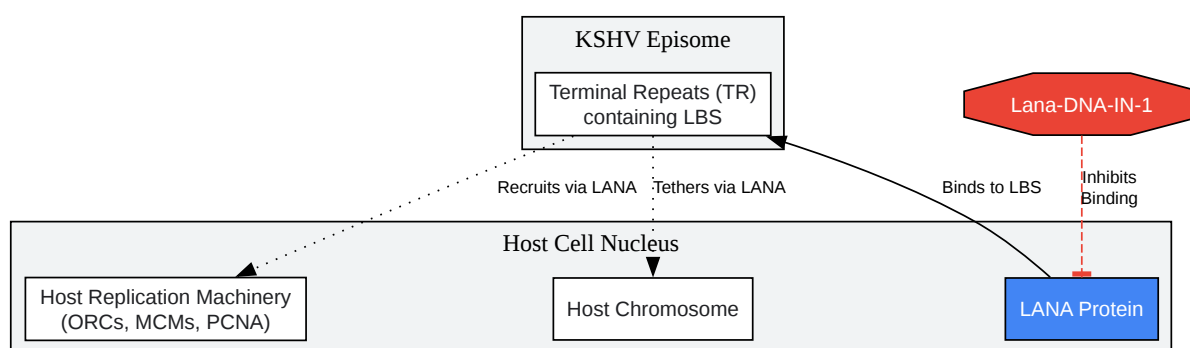 KSHV Episome
Terminal Repeats (TR)
containing LBS
Lana-DNA-IN-1
Recruits via LANA
Tethers via LANA
Binds to LBS
Inhibits
Binding
Host Cell Nucleus
Host Replication Machinery
(ORCs, MCMs, PCNA)
Host Chromosome
LANA Protein